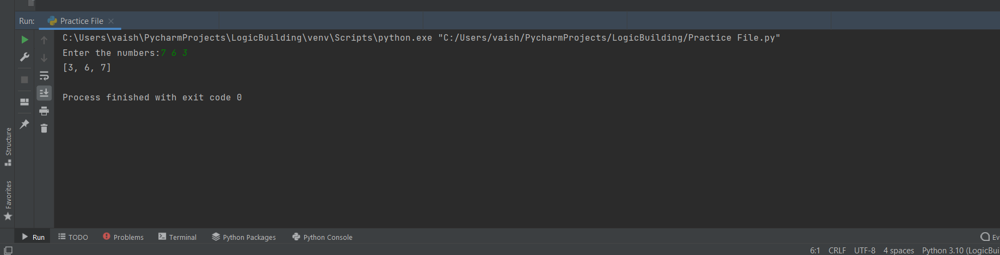 Run: Practice File
C:\Users\vaish\PycharmProjects\LogicBuilding\venv\Scripts\python.exe "C:/Users/vaish/PycharmProjects/LogicBuilding/Practice File.py"
Enter the numbers:7 6 3
[3, 6, 7]
Process finished with exit code 0
Structure
Favorites
Run TODO Problems Terminal Python Packages Python Console Ev
6:1 CRLF UTF-8 4 spaces Python 3.10 (LogicBui